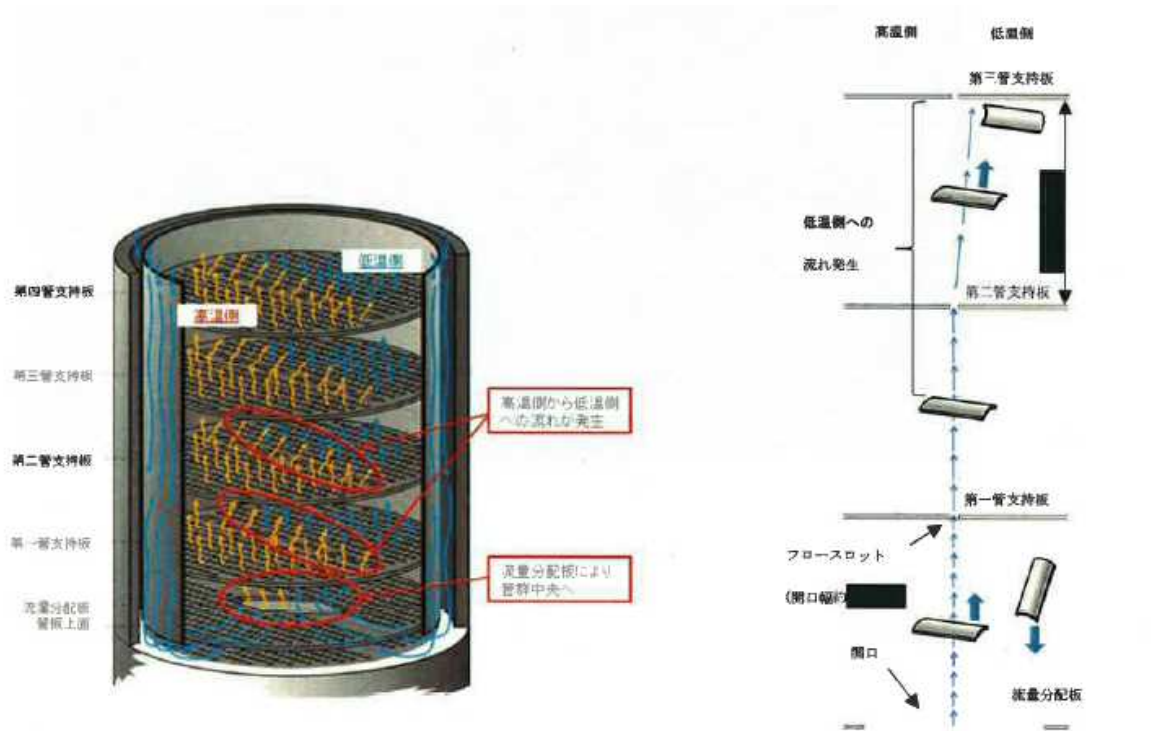 低温側
高温側
第四管支持板
第三管支持板
第二管支持板
第一管支持板
流量分配板
管板上面
高温側から低温側
への流れが発生
流量分配板により
管群中央へ
高温側
低温側
第三管支持板
低温側への
流れ発生
第二管支持板
第一管支持板
フロースロット
(開口幅約
開口
流量分配板